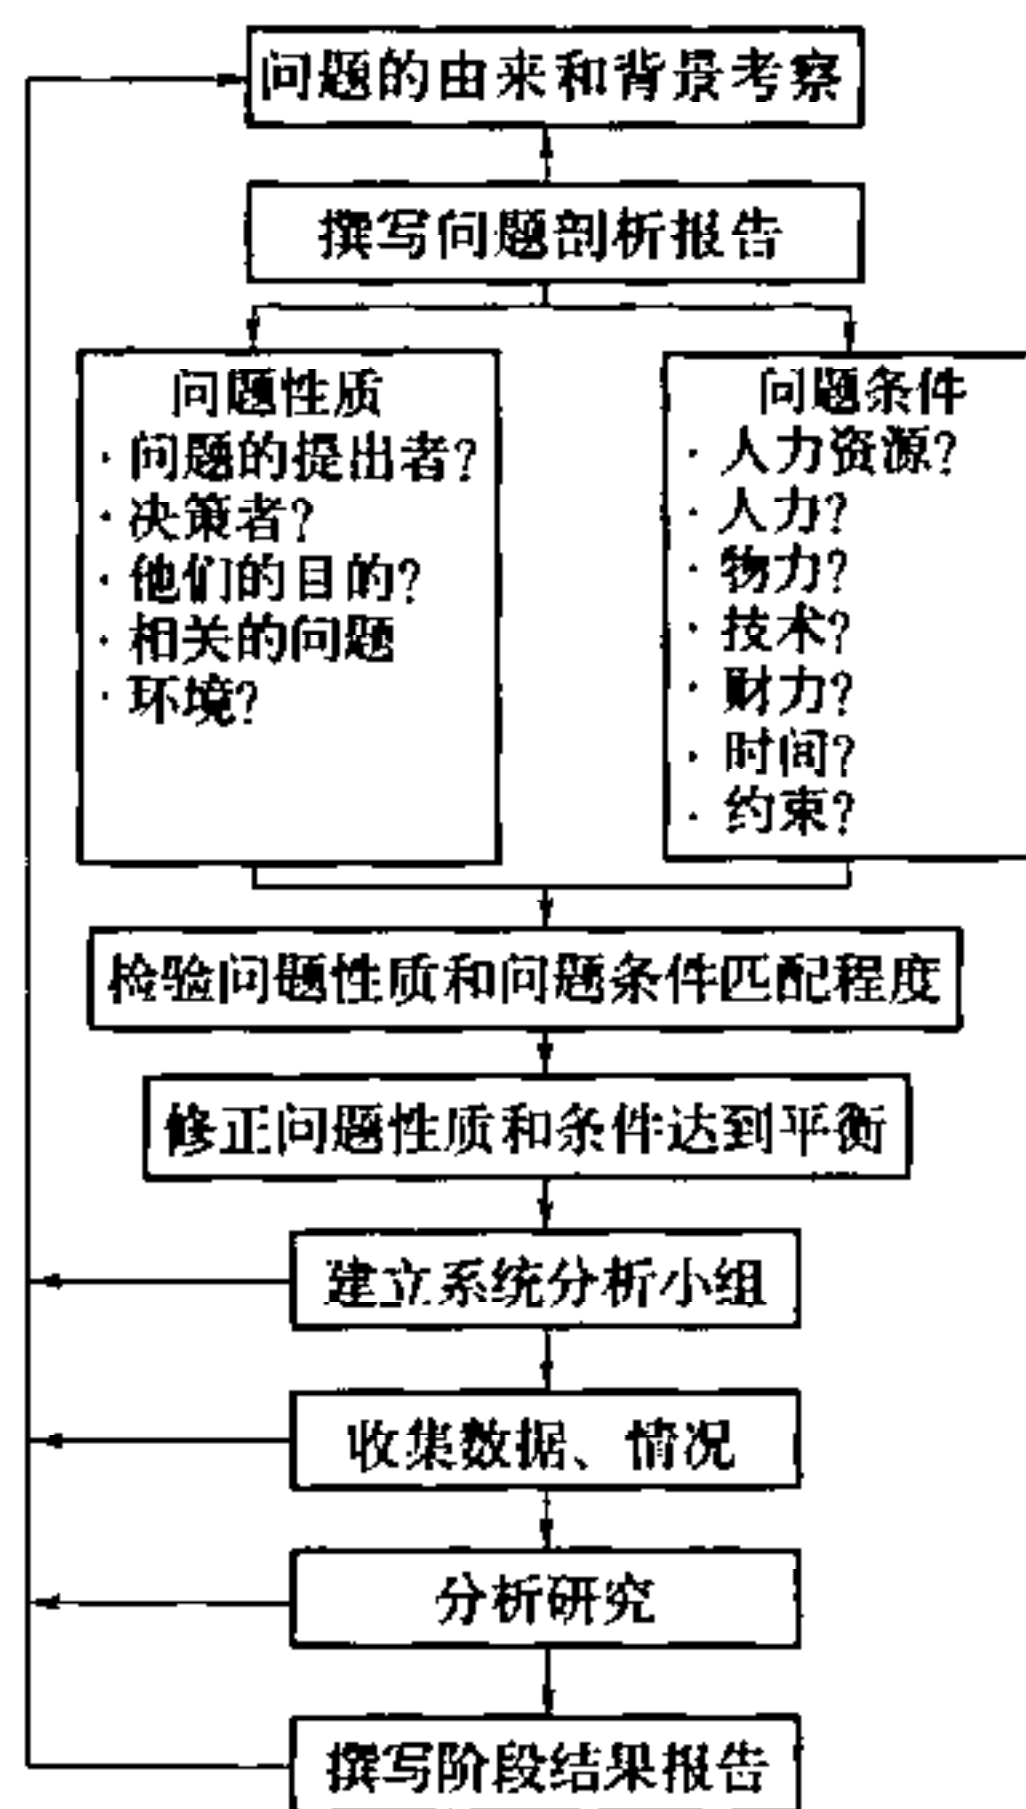 问题的由来和背景考察
撰写问题剖析报告
问题性质
·问题的提出者?
·决策者?
·他们的目的?
·相关的问题
·环境?
问题条件
·人力资源?
·人力?
·物力?
·技术?
·财力?
·时间?
·约束?
检验问题性质和问题条件匹配程度
修正问题性质和条件达到平衡
建立系统分析小组
收集数据、情况
分析研究
撰写阶段结果报告